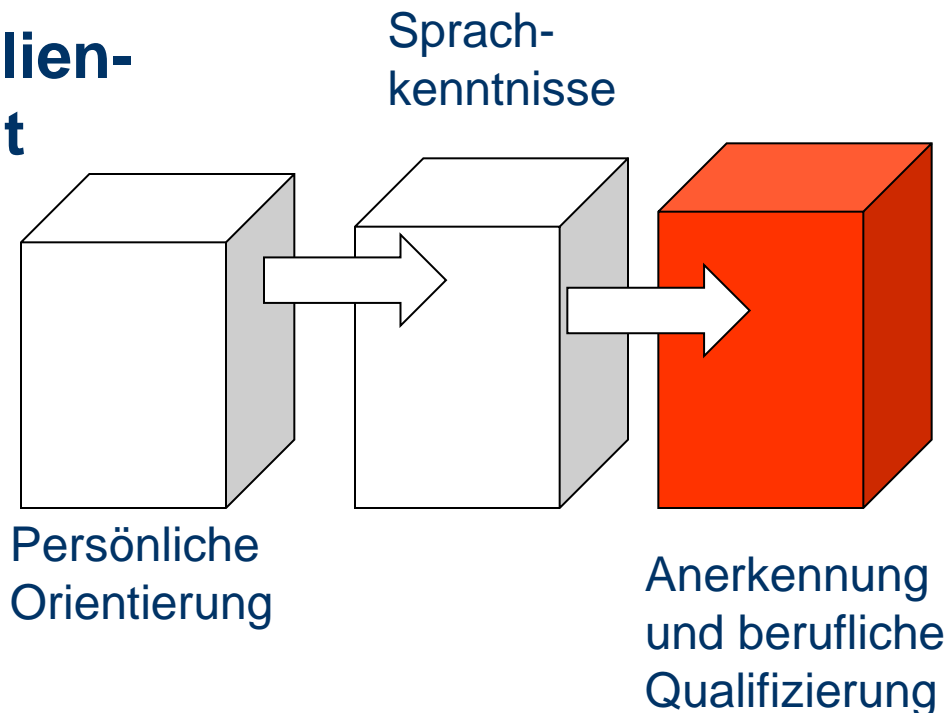 lien-
t
Sprach-
kenntnisse
Persönliche
Orientierung
Anerkennung
und berufliche
Qualifizierung